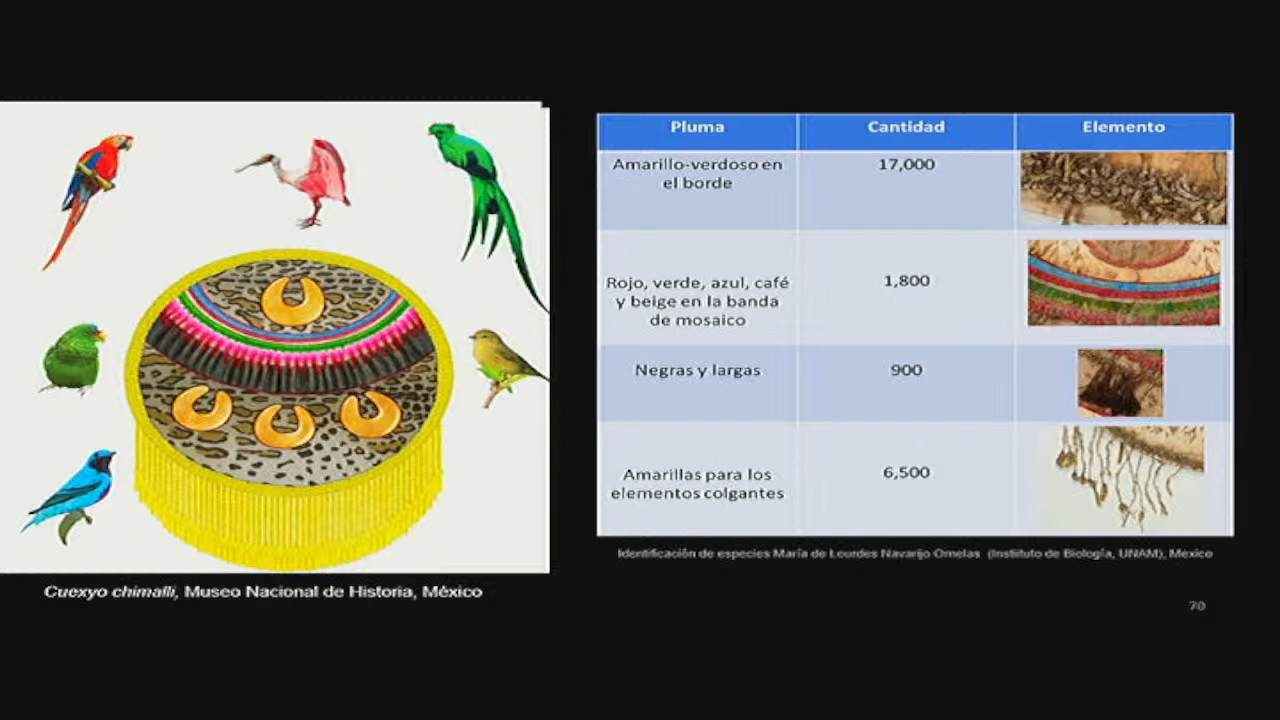 Pluma
Cantidad
Elemento
Amarillo-verdoso en
el borde
17,000
Rojo, verde, azul, café
y beige en la banda
de mosaico
1,800
Negras y largas
900
Amarillas para los
elementos colgantes
6,500
Identificación de especies María de Lourdes Navarijo Ornelas (Instituto de Biología, UNAM), México
Cuexyo chimalli, Museo Nacional de Historia, México
70